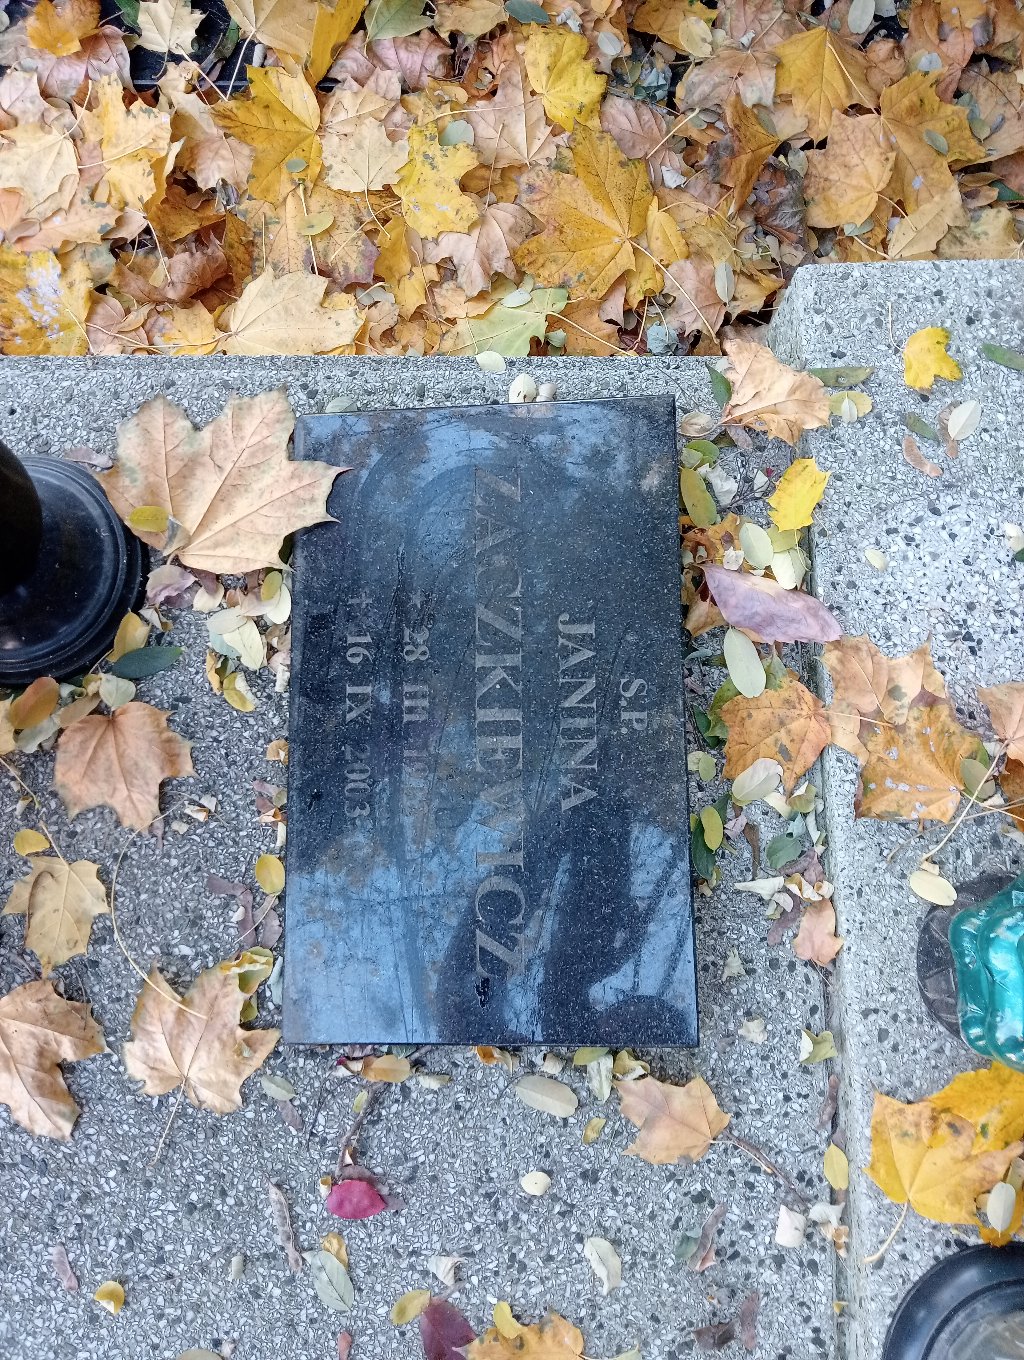 Ś.P.
JANINA
ZACZKIEWICZ
* 28 III
† 16 IX 2003